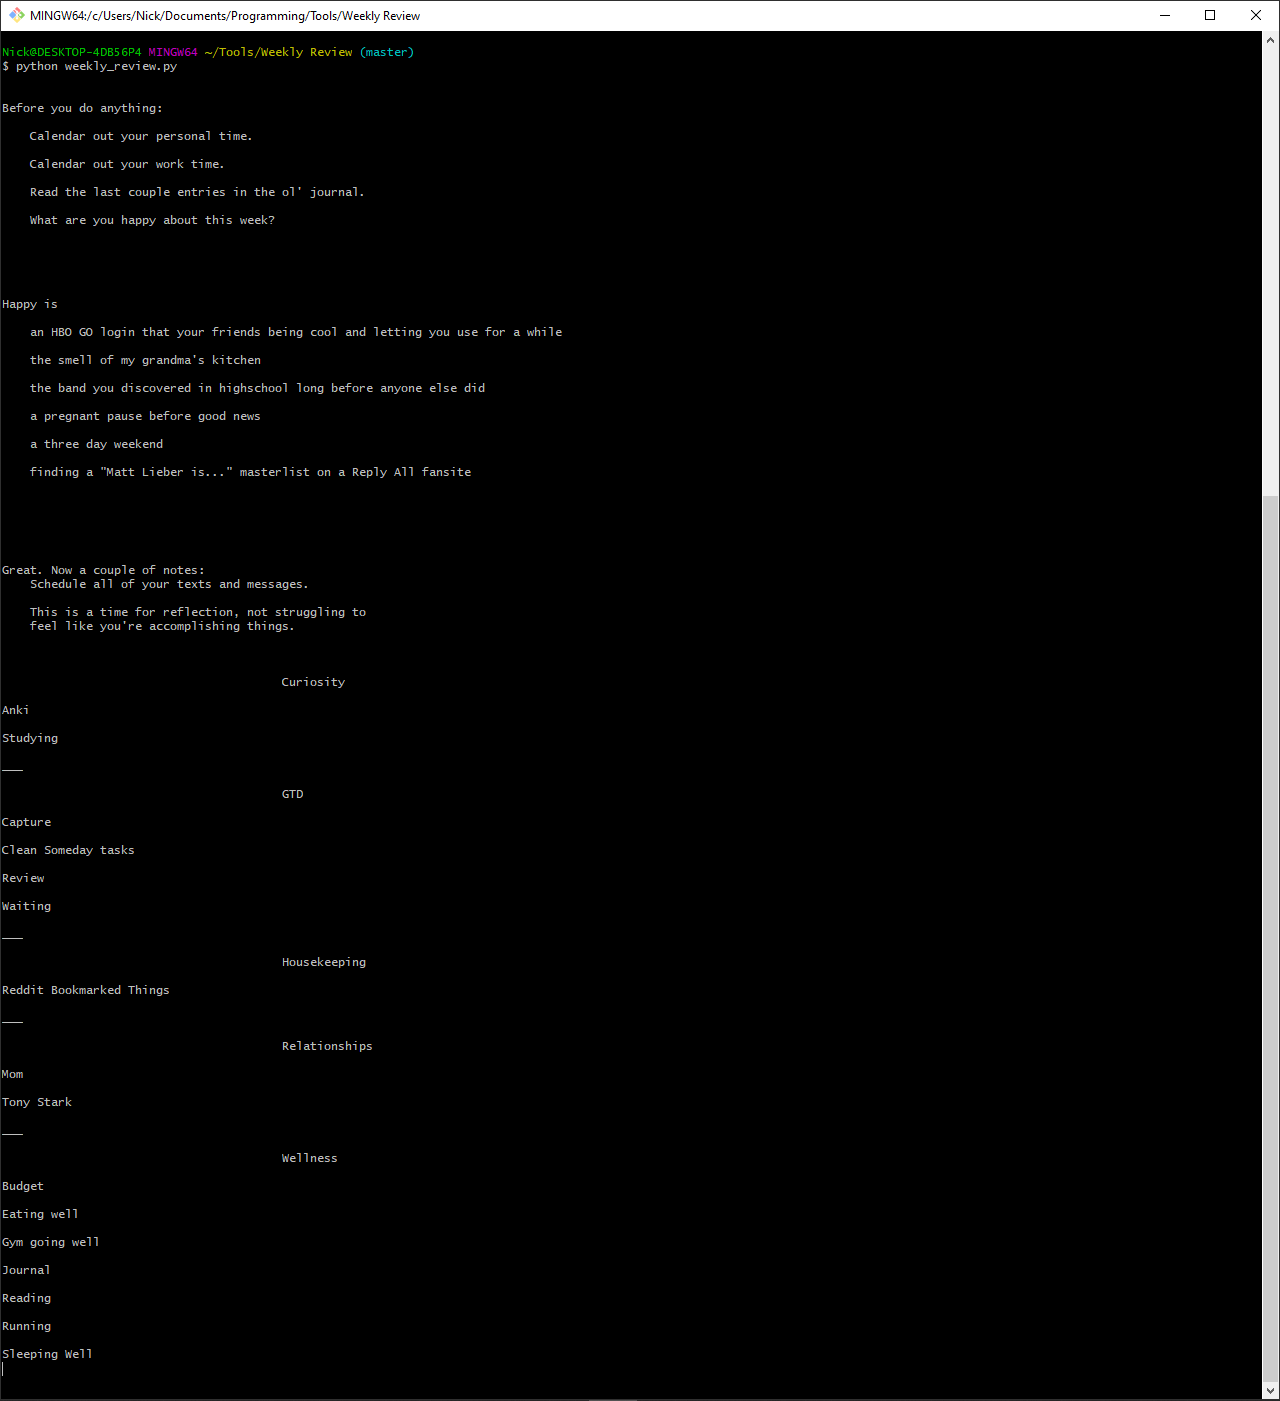 MINGW64:/c/Users/Nick/Documents/Programming/Tools/Weekly Review
Nick@DESKTOP-4DB56P4 MINGW64 ~/Tools/Weekly Review (master)
$ python weekly_review.py
Before you do anything:
Calendar out your personal time.
Calendar out your work time.
Read the last couple entries in the ol' journal.
What are you happy about this week?
Happy is
an HBO GO login that your friends being cool and letting you use for a while
the smell of my grandma's kitchen
the band you discovered in highschool long before anyone else did
a pregnant pause before good news
a three day weekend
finding a "Matt Lieber is..." masterlist on a Reply All fansite
Great. Now a couple of notes:
Schedule all of your texts and messages.
This is a time for reflection, not struggling to
feel like you're accomplishing things.
Curiosity
Anki
Studying
___
GTD
Capture
Clean Someday tasks
Review
Waiting
___
Housekeeping
Reddit Bookmarked Things
___
Relationships
Mom
Tony Stark
___
Wellness
Budget
Eating well
Gym going well
Journal
Reading
Running
Sleeping Well